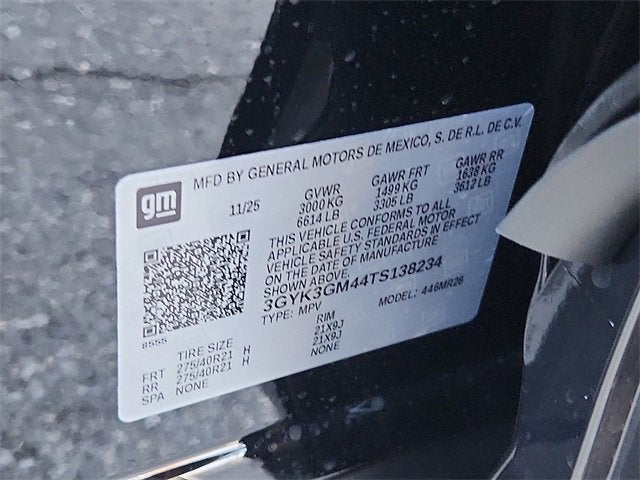 gm
MFD BY GENERAL MOTORS DE MEXICO, S. DE R.L. DE C.V.
11/25 GVWR GAWR FRT GAWR RR
3000 KG 1499 KG 1638 KG
6614 LB 3305 LB 3612 LB
THIS VEHICLE CONFORMS TO ALL
APPLICABLE U.S. FEDERAL MOTOR
VEHICLE SAFETY STANDARDS IN EFFECT
ON THE DATE OF MANUFACTURE
SHOWN ABOVE.
3GYK3GM44TS138234
TYPE: MPV MODEL: 446MR26
8555
TIRE SIZE RIM
FRT 275/40R21 H 21X9J
RR 275/40R21 H 21X9J
SPA NONE NONE